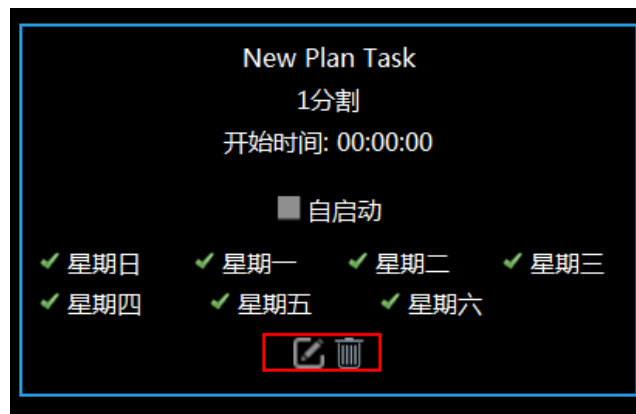 New Plan Task
1分割
开始时间: 00:00:00
自启动
星期日 星期一 星期二 星期三
星期四 星期五 星期六